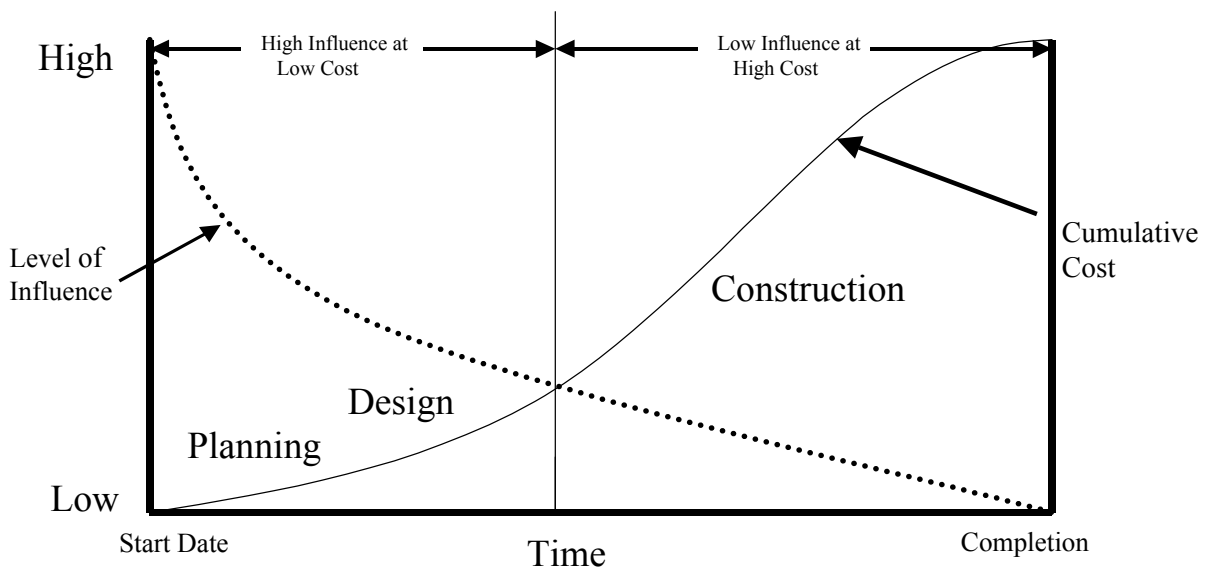 High
High Influence at
Low Cost
Low Influence at
High Cost
Level of
Influence
Cumulative
Cost
Construction
Design
Planning
Low
Start Date
Time
Completion